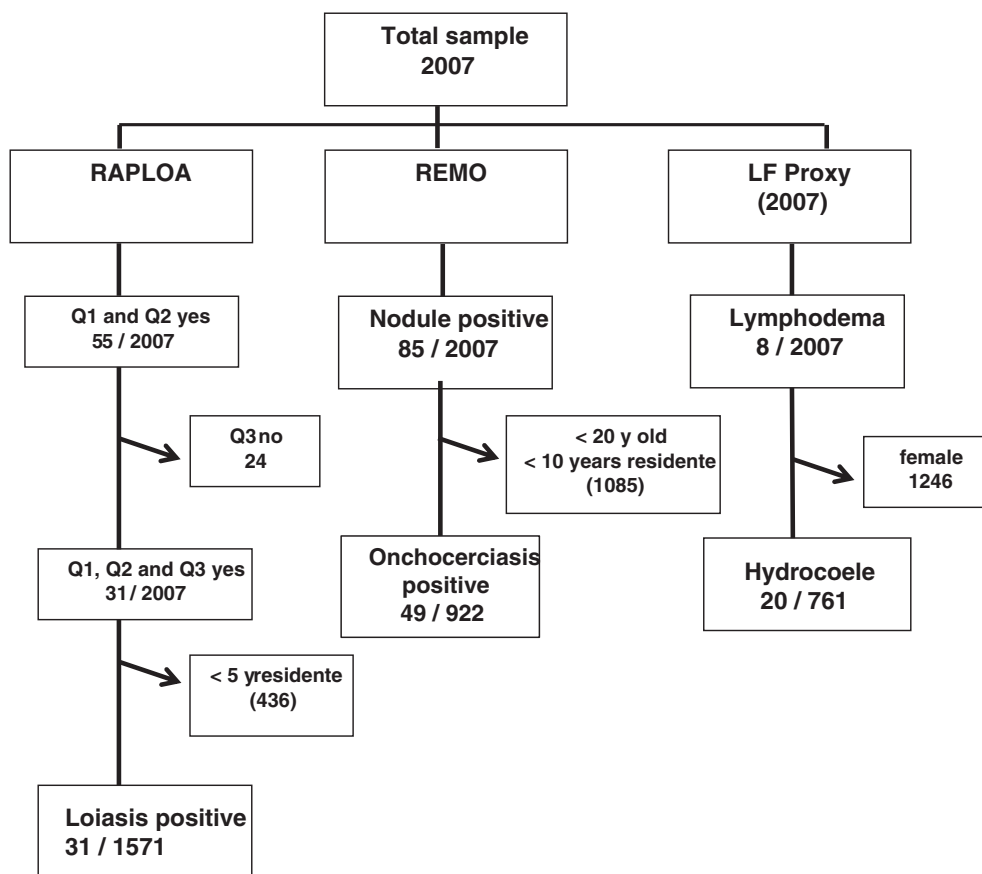 Total sample
2007
RAPLOA
REMO
LF Proxy
(2007)
Q1 and Q2 yes
55 / 2007
Nodule positive
85 / 2007
Lymphodema
8 / 2007
Q3no
24
< 20 y old
< 10 years residente
(1085)
female
1246
Q1, Q2 and Q3 yes
31 / 2007
Onchocerciasis
positive
49 / 922
Hydrocoele
20 / 761
< 5 yresidente
(436)
Loiasis positive
31 / 1571